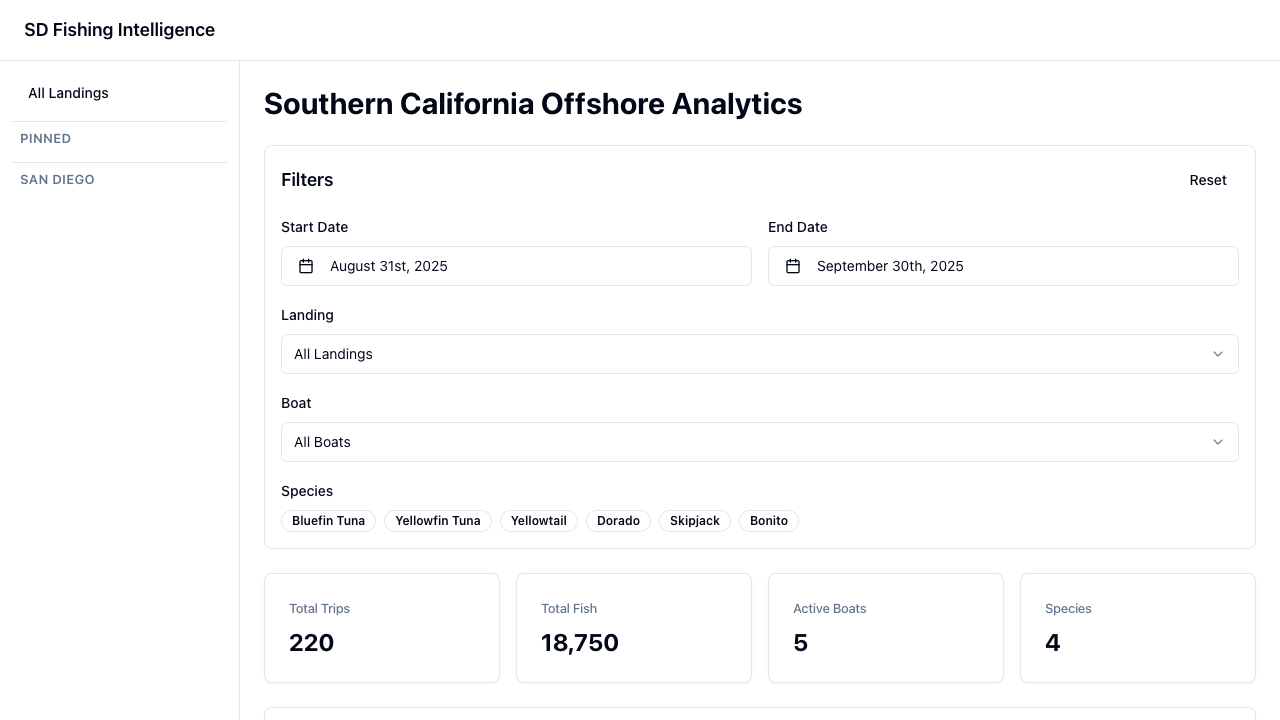 SD Fishing Intelligence
All Landings
PINNED
SAN DIEGO
Southern California Offshore Analytics
Filters
Reset
Start Date
End Date
August 31st, 2025
September 30th, 2025
Landing
All Landings
Boat
All Boats
Species
Bluefin Tuna Yellowfin Tuna Yellowtail Dorado Skipjack Bonito
Total Trips
220
Total Fish
18,750
Active Boats
5
Species
4